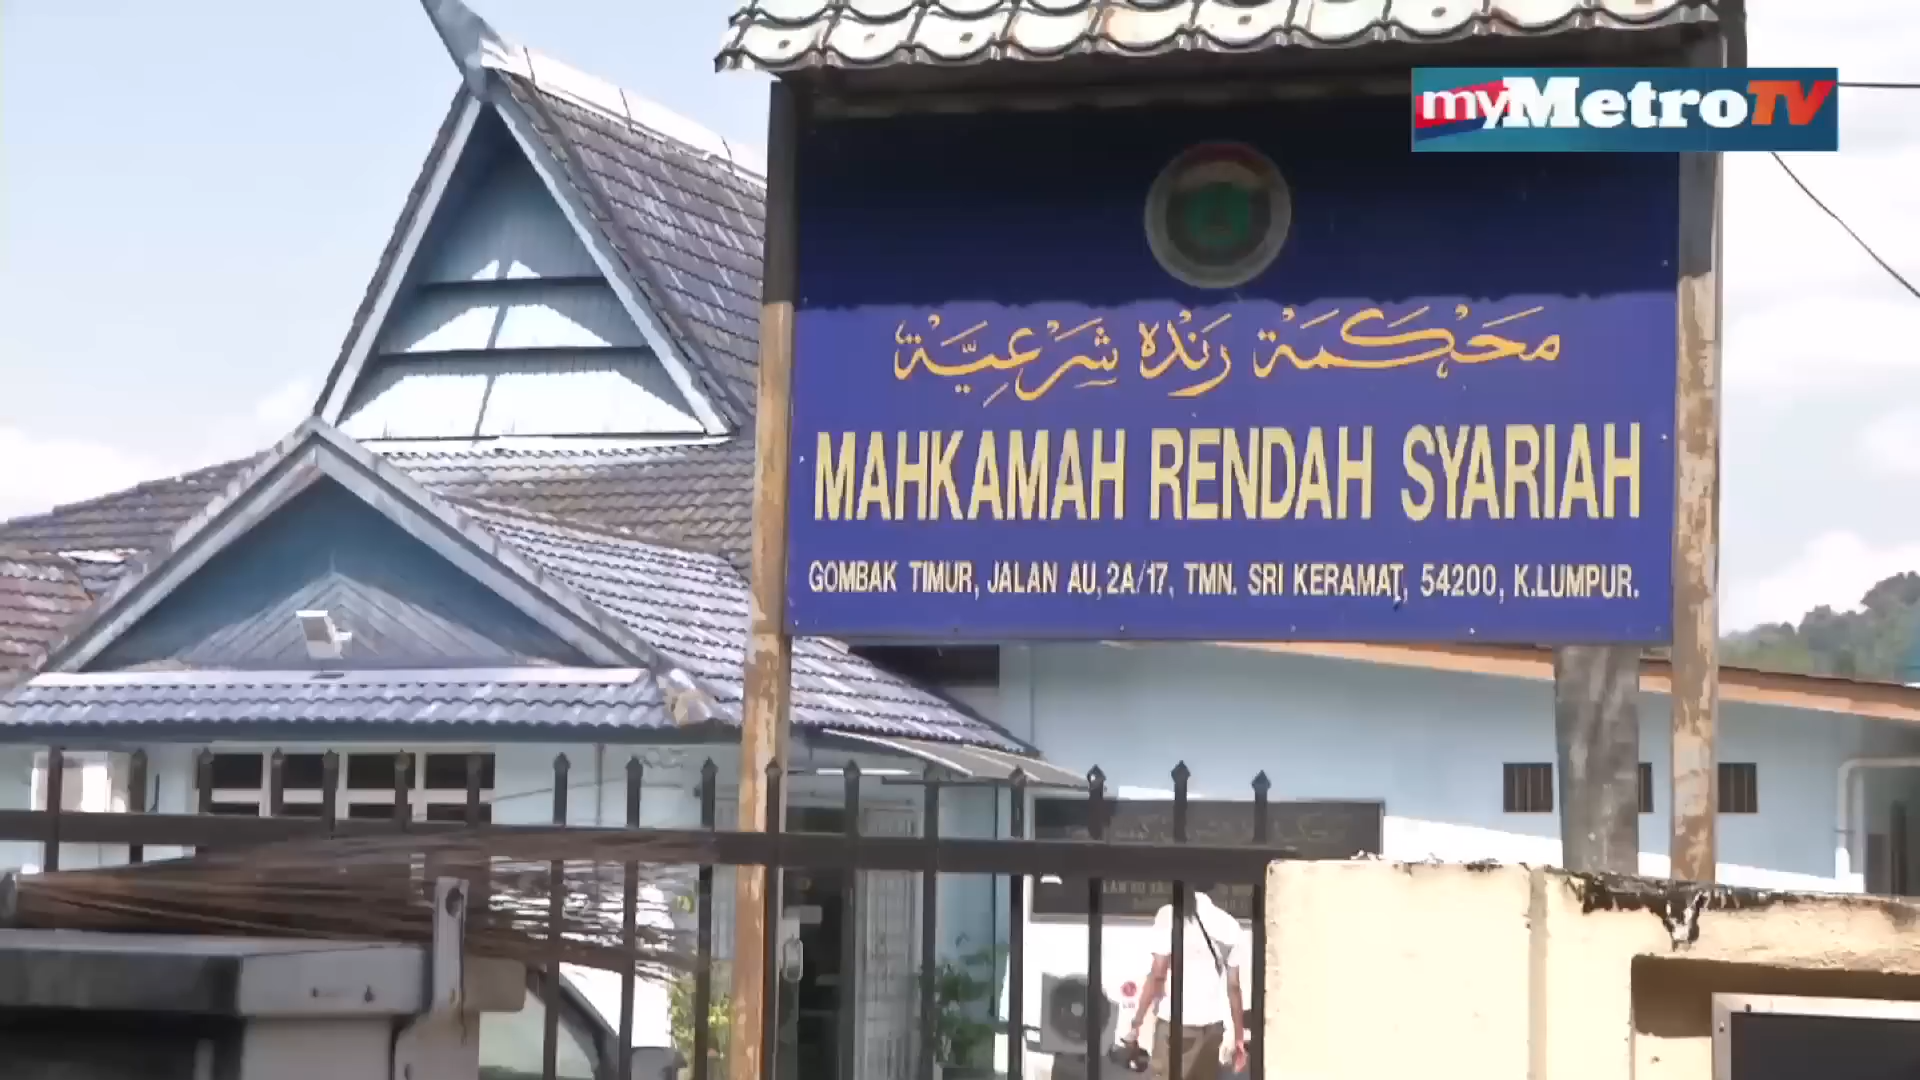 myMetroTV
محكمة رنده شرعية
MAHKAMAH RENDAH SYARIAH
GOMBAK TIMUR, JALAN AU, 2A/17, TMN. SRI KERAMAT, 54200, K.LUMPUR.